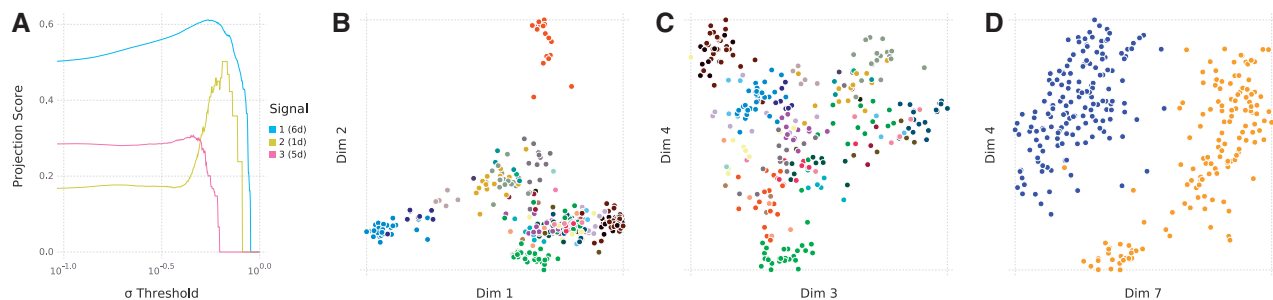 A
Projection Score
0.6
0.4
0.2
0.0
10^-1.0
10^-0.5
10^0.0
σ Threshold
Signal
1 (6d)
2 (1d)
3 (5d)
B
Dim 2
Dim 1
C
Dim 4
Dim 3
D
Dim 4
Dim 7